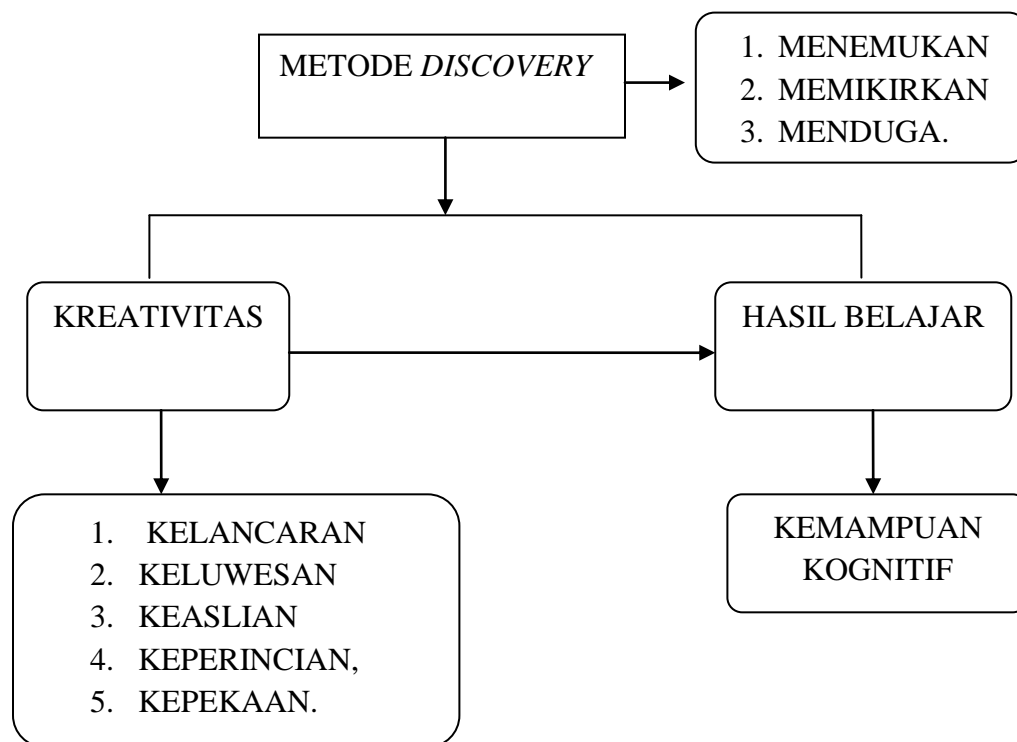 METODE DISCOVERY
1. MENEMUKAN
2. MEMIKIRKAN
3. MENDUGA.
KREATIVITAS
HASIL BELAJAR
1. KELANCARAN
2. KELUWESAN
3. KEASLIAN
4. KEPERINCIAN,
5. KEPEKAAN.
KEMAMPUAN
KOGNITIF